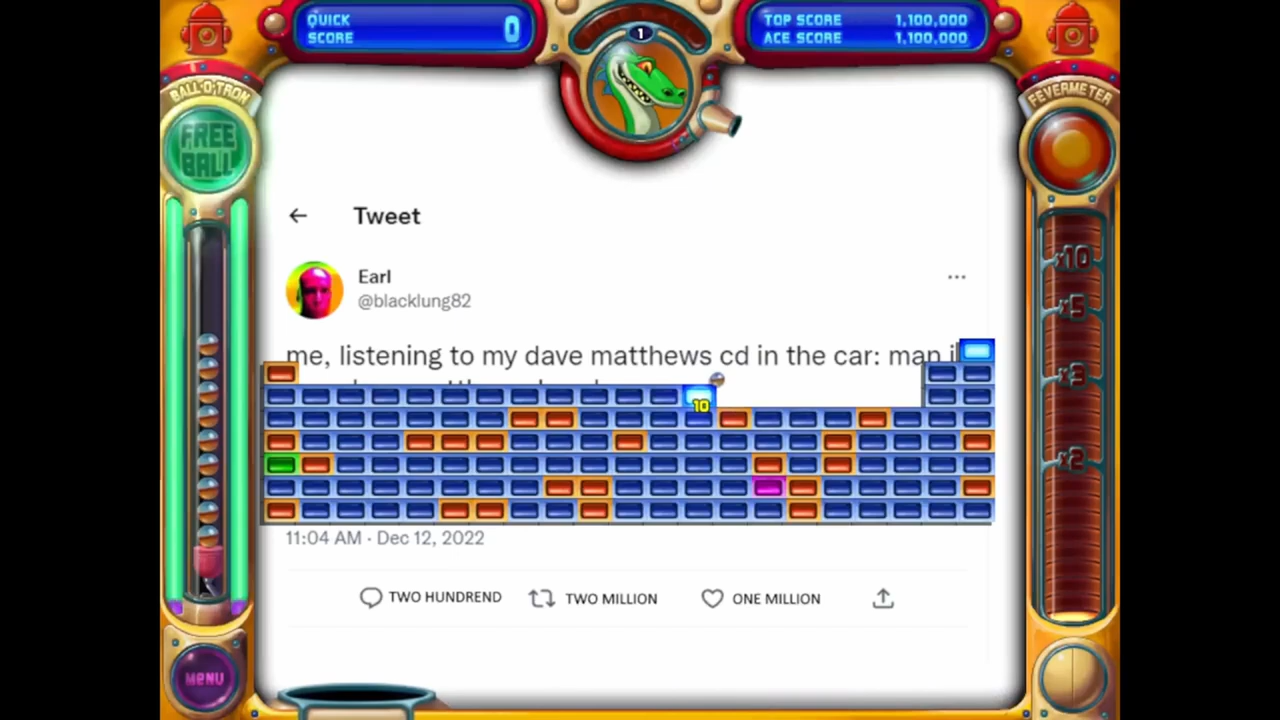 QUICK
SCORE
0
1
TOP SCORE 1,100,000
ACE SCORE 1,100,000
BALL-O-TRON
FEVERMETER
FREE
BALL
← Tweet
Earl
@blacklung82
...
me, listening to my dave matthews cd in the car: man i
10
x10
x5
x3
x2
11:04 AM · Dec 12, 2022
TWO HUNDREND TWO MILLION ONE MILLION
MENU